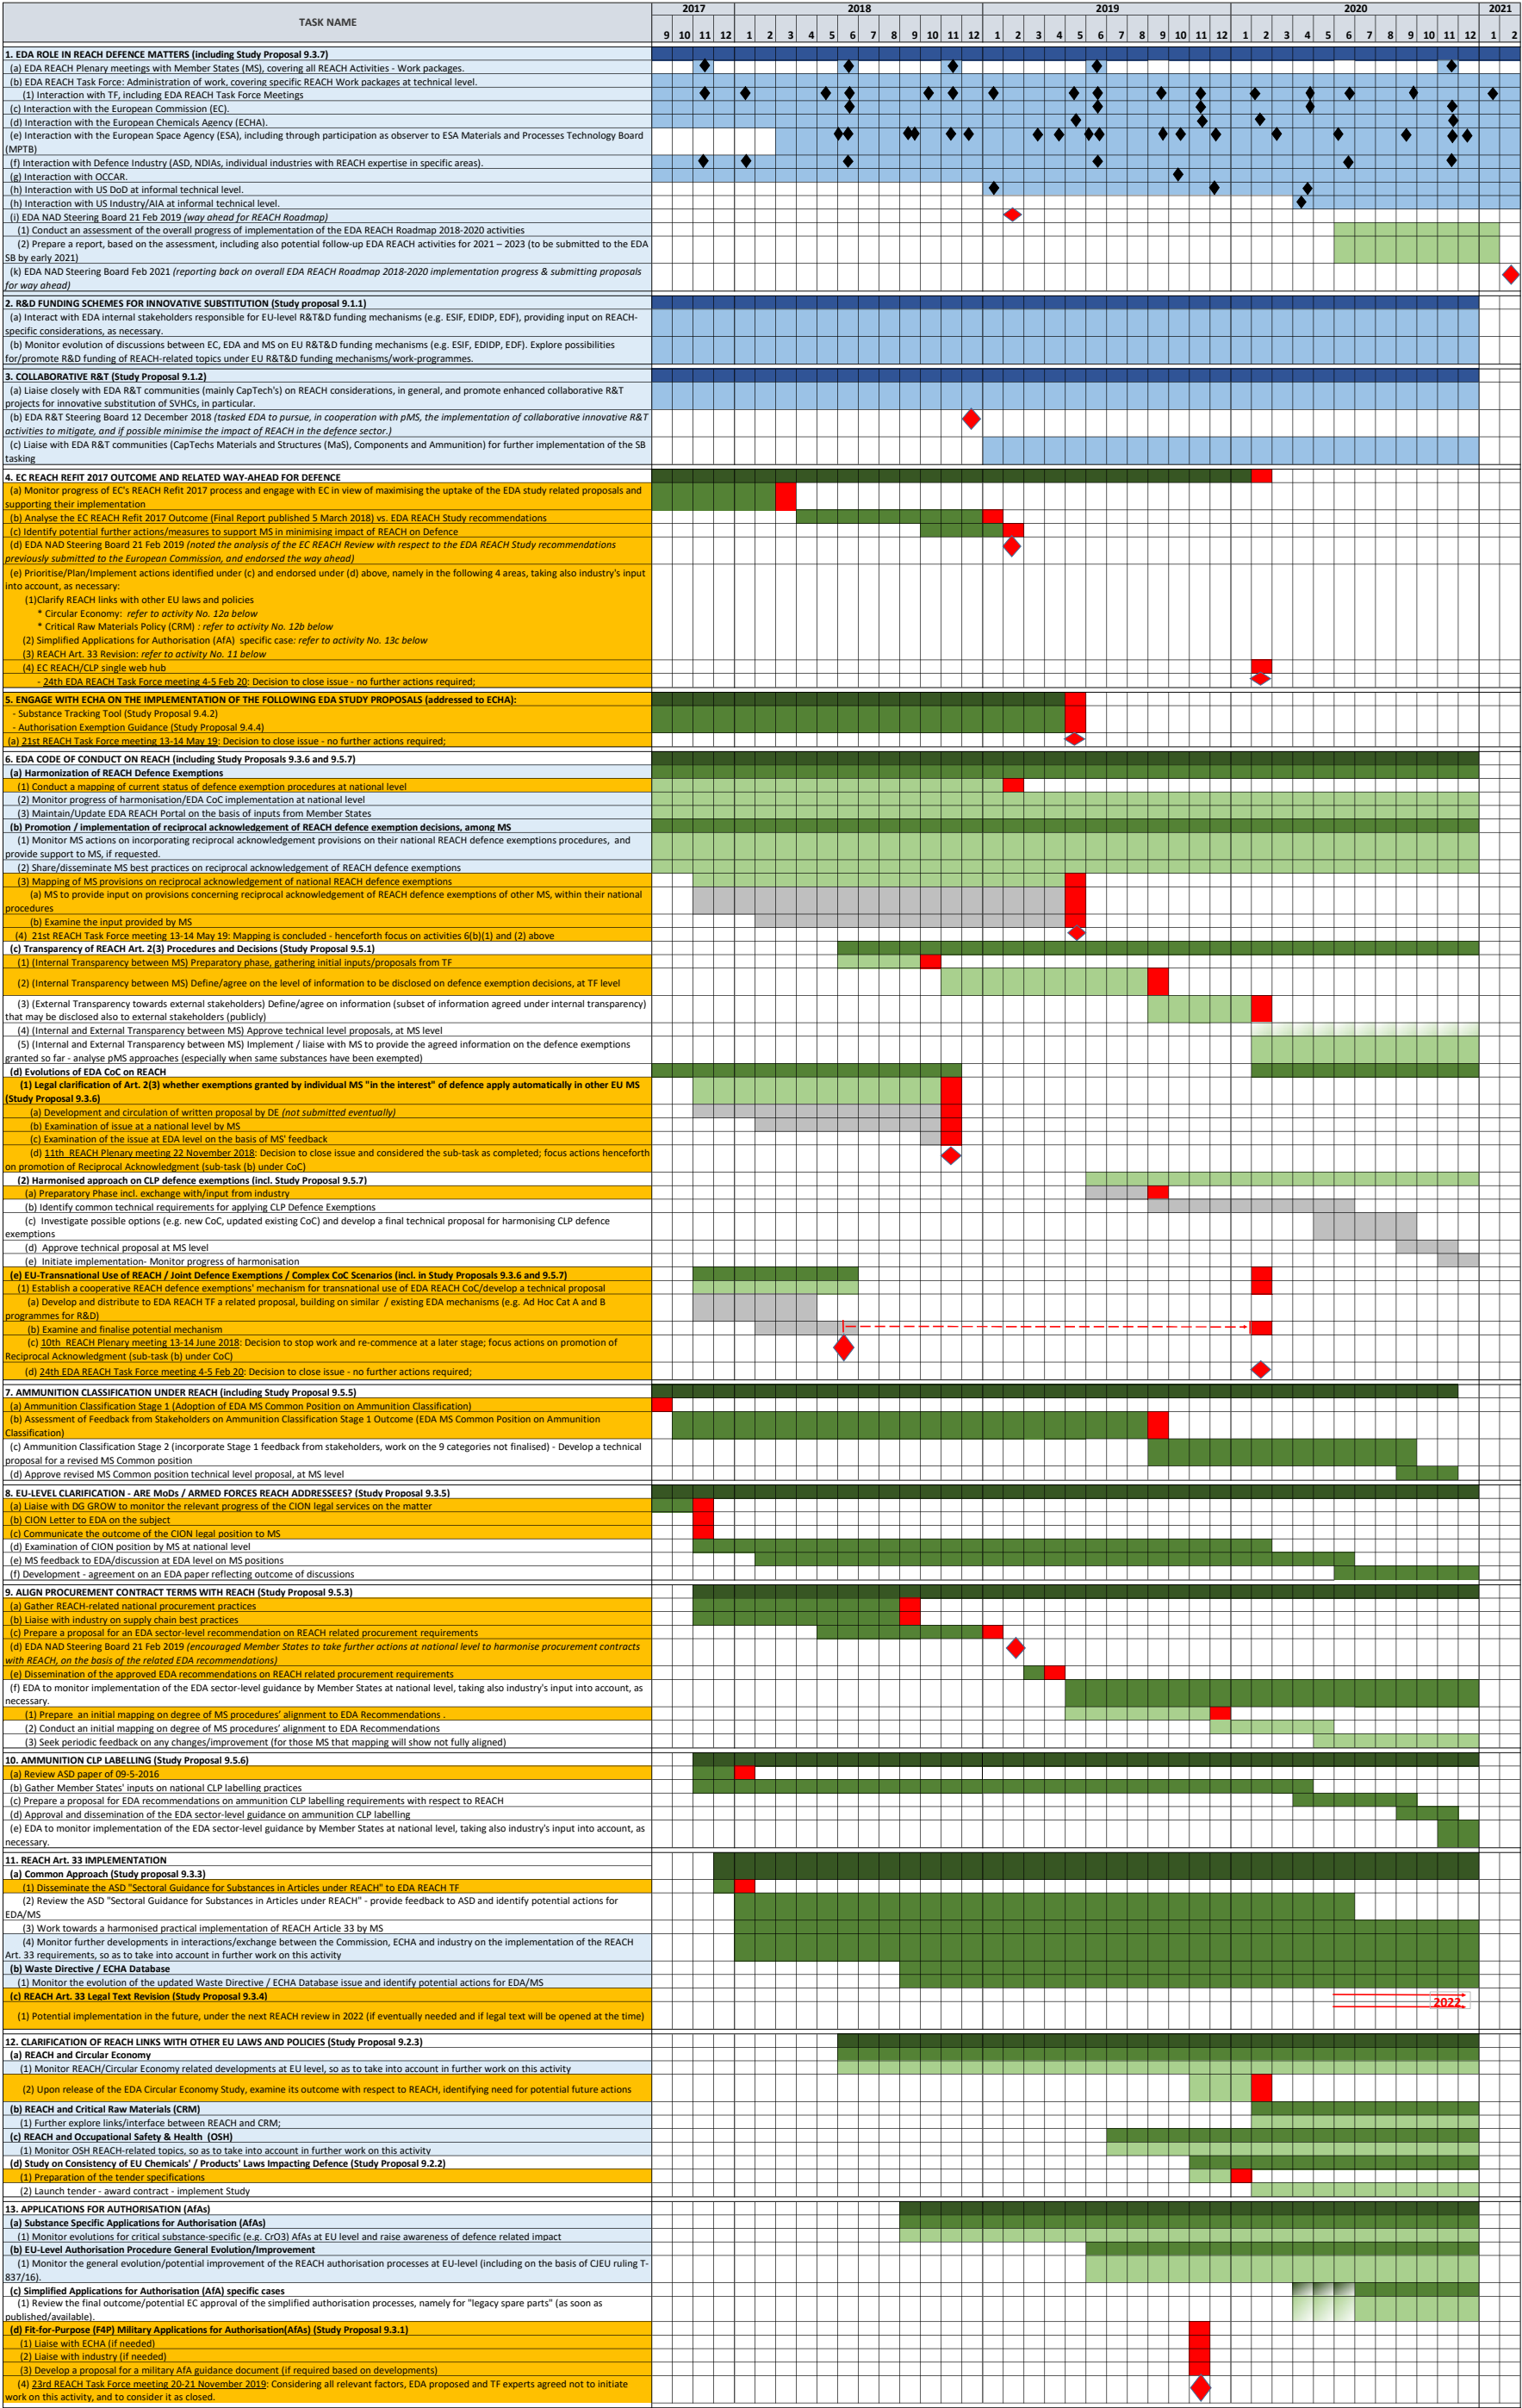 TASK NAME
2017 2018 2019 2020 2021
9 10 11 12 1 2 3 4 5 6 7 8 9 10 11 12 1 2 3 4 5 6 7 8 9 10 11 12 1 2 3 4 5 6 7 8 9 10 11 12 1 2
1. EDA ROLE IN REACH DEFENCE MATTERS (including Study Proposal 9.3.7)
(a) EDA REACH Plenary meetings with Member States (MS), covering all REACH Activities - Work packages.
(b) EDA REACH Task Force: Administration of work, covering specific REACH Work packages at technical level.
(1) Interaction with TF, including EDA REACH Task Force Meetings
(c) Interaction with the European Commission (EC).
(d) Interaction with the European Chemicals Agency (ECHA).
(e) Interaction with the European Space Agency (ESA), including through participation as observer to ESA Materials and Processes Technology Board
(MPTB)
(f) Interaction with Defence Industry (ASD, NDIAs, individual industries with REACH expertise in specific areas).
(g) Interaction with OCCAR.
(h) Interaction with US DoD at informal technical level.
(h) Interaction with US Industry/AIA at informal technical level.
(i) EDA NAD Steering Board 21 Feb 2019 (way ahead for REACH Roadmap)
(1) Conduct an assessment of the overall progress of implementation of the EDA REACH Roadmap 2018-2020 activities
(2) Prepare a report, based on the assessment, including also potential follow-up EDA REACH activities for 2021 – 2023 (to be submitted to the EDA
SB by early 2021)
(k) EDA NAD Steering Board Feb 2021 (reporting back on overall EDA REACH Roadmap 2018-2020 implementation progress & submitting proposals
for way ahead)
2. R&D FUNDING SCHEMES FOR INNOVATIVE SUBSTITUTION (Study proposal 9.1.1)
(a) Interact with EDA internal stakeholders responsible for EU-level R&T&D funding mechanisms (e.g. ESIF, EDIDP, EDF), providing input on REACH-
specific considerations, as necessary.
(b) Monitor evolution of discussions between EC, EDA and MS on EU R&T&D funding mechanisms (e.g. ESIF, EDIDP, EDF). Explore possibilities
for/promote R&D funding of REACH-related topics under EU R&T&D funding mechanisms/work-programmes.
3. COLLABORATIVE R&T (Study Proposal 9.1.2)
(a) Liaise closely with EDA R&T communities (mainly CapTech's) on REACH considerations, in general, and promote enhanced collaborative R&T
projects for innovative substitution of SVHCs, in particular.
(b) EDA R&T Steering Board 12 December 2018 (tasked EDA to pursue, in cooperation with pMS, the implementation of collaborative innovative R&T
activities to mitigate, and if possible minimise the impact of REACH in the defence sector.)
(c) Liaise with EDA R&T communities (CapTechs Materials and Structures (MaS), Components and Ammunition) for further implementation of the SB
tasking
4. EC REACH REFIT 2017 OUTCOME AND RELATED WAY-AHEAD FOR DEFENCE
(a) Monitor progress of EC's REACH Refit 2017 process and engage with EC in view of maximising the uptake of the EDA study related proposals and
supporting their implementation
(b) Analyse the EC REACH Refit 2017 Outcome (Final Report published 5 March 2018) vs. EDA REACH Study recommendations
(c) Identify potential further actions/measures to support MS in minimising impact of REACH on Defence
(d) EDA NAD Steering Board 21 Feb 2019 (noted the analysis of the EC REACH Review with respect to the EDA REACH Study recommendations
previously submitted to the European Commission, and endorsed the way ahead)
(e) Prioritise/Plan/Implement actions identified under (c) and endorsed under (d) above, namely in the following 4 areas, taking also industry's input
into account, as necessary:
(1)Clarify REACH links with other EU laws and policies
* Circular Economy: refer to activity No. 12a below
* Critical Raw Materials Policy (CRM) : refer to activity No. 12b below
(2) Simplified Applications for Authorisation (AfA) specific case: refer to activity No. 13c below
(3) REACH Art. 33 Revision: refer to activity No. 11 below
(4) EC REACH/CLP single web hub
- 24th EDA REACH Task Force meeting 4-5 Feb 20: Decision to close issue - no further actions required;
5. ENGAGE WITH ECHA ON THE IMPLEMENTATION OF THE FOLLOWING EDA STUDY PROPOSALS (addressed to ECHA):
- Substance Tracking Tool (Study Proposal 9.4.2)
- Authorisation Exemption Guidance (Study Proposal 9.4.4)
(a) 21st REACH Task Force meeting 13-14 May 19: Decision to close issue - no further actions required;
6. EDA CODE OF CONDUCT ON REACH (including Study Proposals 9.3.6 and 9.5.7)
(a) Harmonization of REACH Defence Exemptions
(1) Conduct a mapping of current status of defence exemption procedures at national level
(2) Monitor progress of harmonisation/EDA CoC implementation at national level
(3) Maintain/Update EDA REACH Portal on the basis of inputs from Member States
(b) Promotion / implementation of reciprocal acknowledgement of REACH defence exemption decisions, among MS
(1) Monitor MS actions on incorporating reciprocal acknowledgement provisions on their national REACH defence exemptions procedures, and
provide support to MS, if requested.
(2) Share/disseminate MS best practices on reciprocal acknowledgement of REACH defence exemptions
(3) Mapping of MS provisions on reciprocal acknowledgement of national REACH defence exemptions
(a) MS to provide input on provisions concerning reciprocal acknowledgement of REACH defence exemptions of other MS, within their national
procedures
(b) Examine the input provided by MS
(4) 21st REACH Task Force meeting 13-14 May 19: Mapping is concluded - henceforth focus on activities 6(b)(1) and (2) above
(c) Transparency of REACH Art. 2(3) Procedures and Decisions (Study Proposal 9.5.1)
(1) (Internal Transparency between MS) Preparatory phase, gathering initial inputs/proposals from TF
(2) (Internal Transparency between MS) Define/agree on the level of information to be disclosed on defence exemption decisions, at TF level
(3) (External Transparency towards external stakeholders) Define/agree on information (subset of information agreed under internal transparency)
that may be disclosed also to external stakeholders (publicly)
(4) (Internal and External Transparency between MS) Approve technical level proposals, at MS level
(5) (Internal and External Transparency between MS) Implement / liaise with MS to provide the agreed information on the defence exemptions
granted so far - analyse pMS approaches (especially when same substances have been exempted)
(d) Evolutions of EDA CoC on REACH
(1) Legal clarification of Art. 2(3) whether exemptions granted by individual MS "in the interest" of defence apply automatically in other EU MS
(Study Proposal 9.3.6)
(a) Development and circulation of written proposal by DE (not submitted eventually)
(b) Examination of issue at a national level by MS
(c) Examination of the issue at EDA level on the basis of MS' feedback
(d) 11th REACH Plenary meeting 22 November 2018: Decision to close issue and considered the sub-task as completed; focus actions henceforth
on promotion of Reciprocal Acknowledgment (sub-task (b) under CoC)
(2) Harmonised approach on CLP defence exemptions (incl. Study Proposal 9.5.7)
(a) Preparatory Phase incl. exchange with/input from industry
(b) Identify common technical requirements for applying CLP Defence Exemptions
(c) Investigate possible options (e.g. new CoC, updated existing CoC) and develop a final technical proposal for harmonising CLP defence
exemptions
(d) Approve technical proposal at MS level
(e) Initiate implementation- Monitor progress of harmonisation
(e) EU-Transnational Use of REACH / Joint Defence Exemptions / Complex CoC Scenarios (incl. in Study Proposals 9.3.6 and 9.5.7)
(1) Establish a cooperative REACH defence exemptions' mechanism for transnational use of EDA REACH CoC/develop a technical proposal
(a) Develop and distribute to EDA REACH TF a related proposal, building on similar / existing EDA mechanisms (e.g. Ad Hoc Cat A and B
programmes for R&D)
(b) Examine and finalise potential mechanism
(c) 10th REACH Plenary meeting 13-14 June 2018: Decision to stop work and re-commence at a later stage; focus actions on promotion of
Reciprocal Acknowledgment (sub-task (b) under CoC)
(d) 24th EDA REACH Task Force meeting 4-5 Feb 20: Decision to close issue - no further actions required;
7. AMMUNITION CLASSIFICATION UNDER REACH (including Study Proposal 9.5.5)
(a) Ammunition Classification Stage 1 (Adoption of EDA MS Common Position on Ammunition Classification)
(b) Assessment of Feedback from Stakeholders on Ammunition Classification Stage 1 Outcome (EDA MS Common Position on Ammunition
Classification)
(c) Ammunition Classification Stage 2 (incorporate Stage 1 feedback from stakeholders, work on the 9 categories not finalised) - Develop a technical
proposal for a revised MS Common position
(d) Approve revised MS Common position technical level proposal, at MS level
8. EU-LEVEL CLARIFICATION - ARE MoDs / ARMED FORCES REACH ADDRESSEES? (Study Proposal 9.3.5)
(a) Liaise with DG GROW to monitor the relevant progress of the CION legal services on the matter
(b) CION Letter to EDA on the subject
(c) Communicate the outcome of the CION legal position to MS
(d) Examination of CION position by MS at national level
(e) MS feedback to EDA/discussion at EDA level on MS positions
(f) Development - agreement on an EDA paper reflecting outcome of discussions
9. ALIGN PROCUREMENT CONTRACT TERMS WITH REACH (Study Proposal 9.5.3)
(a) Gather REACH-related national procurement practices
(b) Liaise with industry on supply chain best practices
(c) Prepare a proposal for an EDA sector-level recommendation on REACH related procurement requirements
(d) EDA NAD Steering Board 21 Feb 2019 (encouraged Member States to take further actions at national level to harmonise procurement contracts
with REACH, on the basis of the related EDA recommendations)
(e) Dissemination of the approved EDA recommendations on REACH related procurement requirements
(f) EDA to monitor implementation of the EDA sector-level guidance by Member States at national level, taking also industry's input into account, as
necessary.
(1) Prepare an initial mapping on degree of MS procedures' alignment to EDA Recommendations .
(2) Conduct an initial mapping on degree of MS procedures' alignment to EDA Recommendations
(3) Seek periodic feedback on any changes/improvement (for those MS that mapping will show not fully aligned)
10. AMMUNITION CLP LABELLING (Study Proposal 9.5.6)
(a) Review ASD paper of 09-5-2016
(b) Gather Member States' inputs on national CLP labelling practices
(c) Prepare a proposal for EDA recommendations on ammunition CLP labelling requirements with respect to REACH
(d) Approval and dissemination of the EDA sector-level guidance on ammunition CLP labelling
(e) EDA to monitor implementation of the EDA sector-level guidance by Member States at national level, taking also industry's input into account, as
necessary.
11. REACH Art. 33 IMPLEMENTATION
(a) Common Approach (Study proposal 9.3.3)
(1) Disseminate the ASD "Sectoral Guidance for Substances in Articles under REACH" to EDA REACH TF
(2) Review the ASD "Sectoral Guidance for Substances in Articles under REACH" - provide feedback to ASD and identify potential actions for
EDA/MS
(3) Work towards a harmonised practical implementation of REACH Article 33 by MS
(4) Monitor further developments in interactions/exchange between the Commission, ECHA and industry on the implementation of the REACH
Art. 33 requirements, so as to take into account in further work on this activity
(b) Waste Directive / ECHA Database
(1) Monitor the evolution of the updated Waste Directive / ECHA Database issue and identify potential actions for EDA/MS
(c) REACH Art. 33 Legal Text Revision (Study Proposal 9.3.4)
2022
(1) Potential implementation in the future, under the next REACH review in 2022 (if eventually needed and if legal text will be opened at the time)
12. CLARIFICATION OF REACH LINKS WITH OTHER EU LAWS AND POLICIES (Study Proposal 9.2.3)
(a) REACH and Circular Economy
(1) Monitor REACH/Circular Economy related developments at EU level, so as to take into account in further work on this activity
(2) Upon release of the EDA Circular Economy Study, examine its outcome with respect to REACH, identifying need for potential future actions
(b) REACH and Critical Raw Materials (CRM)
(1) Further explore links/interface between REACH and CRM;
(c) REACH and Occupational Safety & Health (OSH)
(1) Monitor OSH REACH-related topics, so as to take into account in further work on this activity
(d) Study on Consistency of EU Chemicals' / Products' Laws Impacting Defence (Study Proposal 9.2.2)
(1) Preparation of the tender specifications
(2) Launch tender - award contract - implement Study
13. APPLICATIONS FOR AUTHORISATION (AfAs)
(a) Substance Specific Applications for Authorisation (AfAs)
(1) Monitor evolutions for critical substance-specific (e.g. CrO3) AfAs at EU level and raise awareness of defence related impact
(b) EU-Level Authorisation Procedure General Evolution/Improvement
(1) Monitor the general evolution/potential improvement of the REACH authorisation processes at EU-level (including on the basis of CJEU ruling T-
837/16).
(c) Simplified Applications for Authorisation (AfA) specific cases
(1) Review the final outcome/potential EC approval of the simplified authorisation processes, namely for "legacy spare parts" (as soon as
published/available).
(d) Fit-for-Purpose (F4P) Military Applications for Authorisation(AfAs) (Study Proposal 9.3.1)
(1) Liaise with ECHA (if needed)
(2) Liaise with industry (if needed)
(3) Develop a proposal for a military AfA guidance document (if required based on developments)
(4) 23rd REACH Task Force meeting 20-21 November 2019: Considering all relevant factors, EDA proposed and TF experts agreed not to initiate
work on this activity, and to consider it as closed.